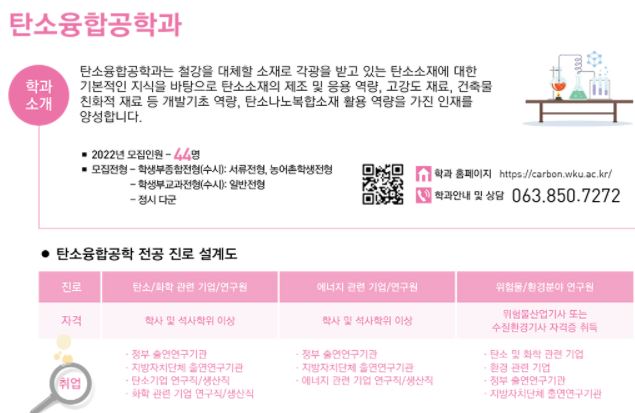 탄소융합공학과
학과
소개
탄소융합공학과는 철강을 대체할 소재로 각광을 받고 있는 탄소소재에 대한
기본적인 지식을 바탕으로 탄소소재의 제조 및 응용 역량, 고강도 재료, 건축물
친화적 재료 등 개발기초 역량, 탄소나노복합소재 활용 역량을 가진 인재를
양성합니다.
■ 2022년 모집인원 - 44명
■ 모집전형 - 학생부종합전형(수시): 서류전형, 농어촌학생전형
- 학생부교과전형(수시): 일반전형
- 정시 다군
학과 홈페이지 https://carbon.wku.ac.kr/
학과안내 및 상담 063.850.7272
● 탄소융합공학 전공 진로 설계도
진로 탄소/화학 관련 기업/연구원 에너지 관련 기업/연구원 위험물/환경분야 연구원
자격 학사 및 석사학위 이상 학사 및 석사학위 이상 위험물산업기사 또는
수질환경기사 자격증 취득
취업
· 정부 출연연구기관
· 지방자치단체 출연연구기관
· 탄소기업 연구직/생산직
· 화학 관련 기업 연구직/생산직
· 정부 출연연구기관
· 지방자치단체 출연연구기관
· 에너지 관련 기업 연구직/생산직
· 탄소 및 화학 관련 기업
· 환경 관련 기업
· 정부 출연연구기관
· 지방자치단체 출연연구기관